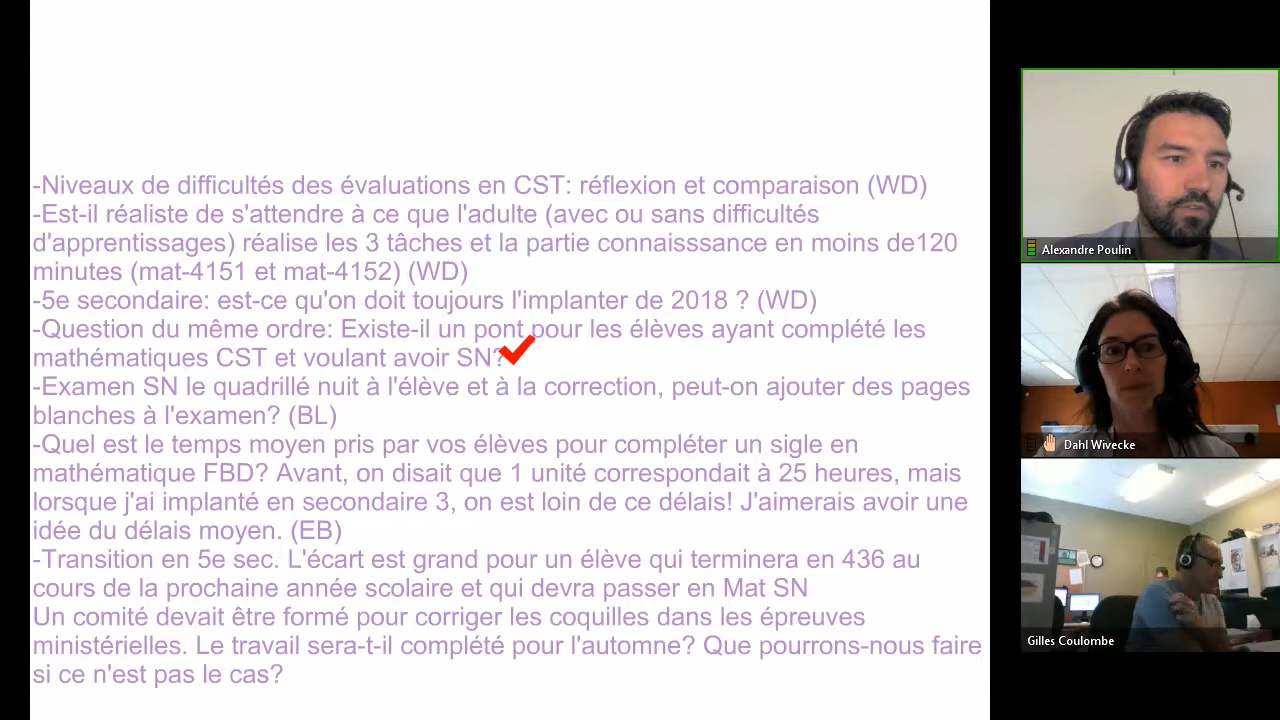 -Niveaux de difficultés des évaluations en CST: réflexion et comparaison (WD)
-Est-il réaliste de s'attendre à ce que l'adulte (avec ou sans difficultés
d'apprentissages) réalise les 3 tâches et la partie connaisssance en moins de120
minutes (mat-4151 et mat-4152) (WD)
-5e secondaire: est-ce qu'on doit toujours l'implanter de 2018 ? (WD)
-Question du même ordre: Existe-il un pont pour les élèves ayant complété les
mathématiques CST et voulant avoir SN?
-Examen SN le quadrillé nuit à l'élève et à la correction, peut-on ajouter des pages
blanches à l'examen? (BL)
-Quel est le temps moyen pris par vos élèves pour compléter un sigle en
mathématique FBD? Avant, on disait que 1 unité correspondait à 25 heures, mais
lorsque j'ai implanté en secondaire 3, on est loin de ce délais! J'aimerais avoir une
idée du délais moyen. (EB)
-Transition en 5e sec. L'écart est grand pour un élève qui terminera en 436 au
cours de la prochaine année scolaire et qui devra passer en Mat SN
Un comité devait être formé pour corriger les coquilles dans les épreuves
ministérielles. Le travail sera-t-il complété pour l'automne? Que pourrons-nous faire
si ce n'est pas le cas?
Alexandre Poulin
Dahl Wivecke
Gilles Coulombe